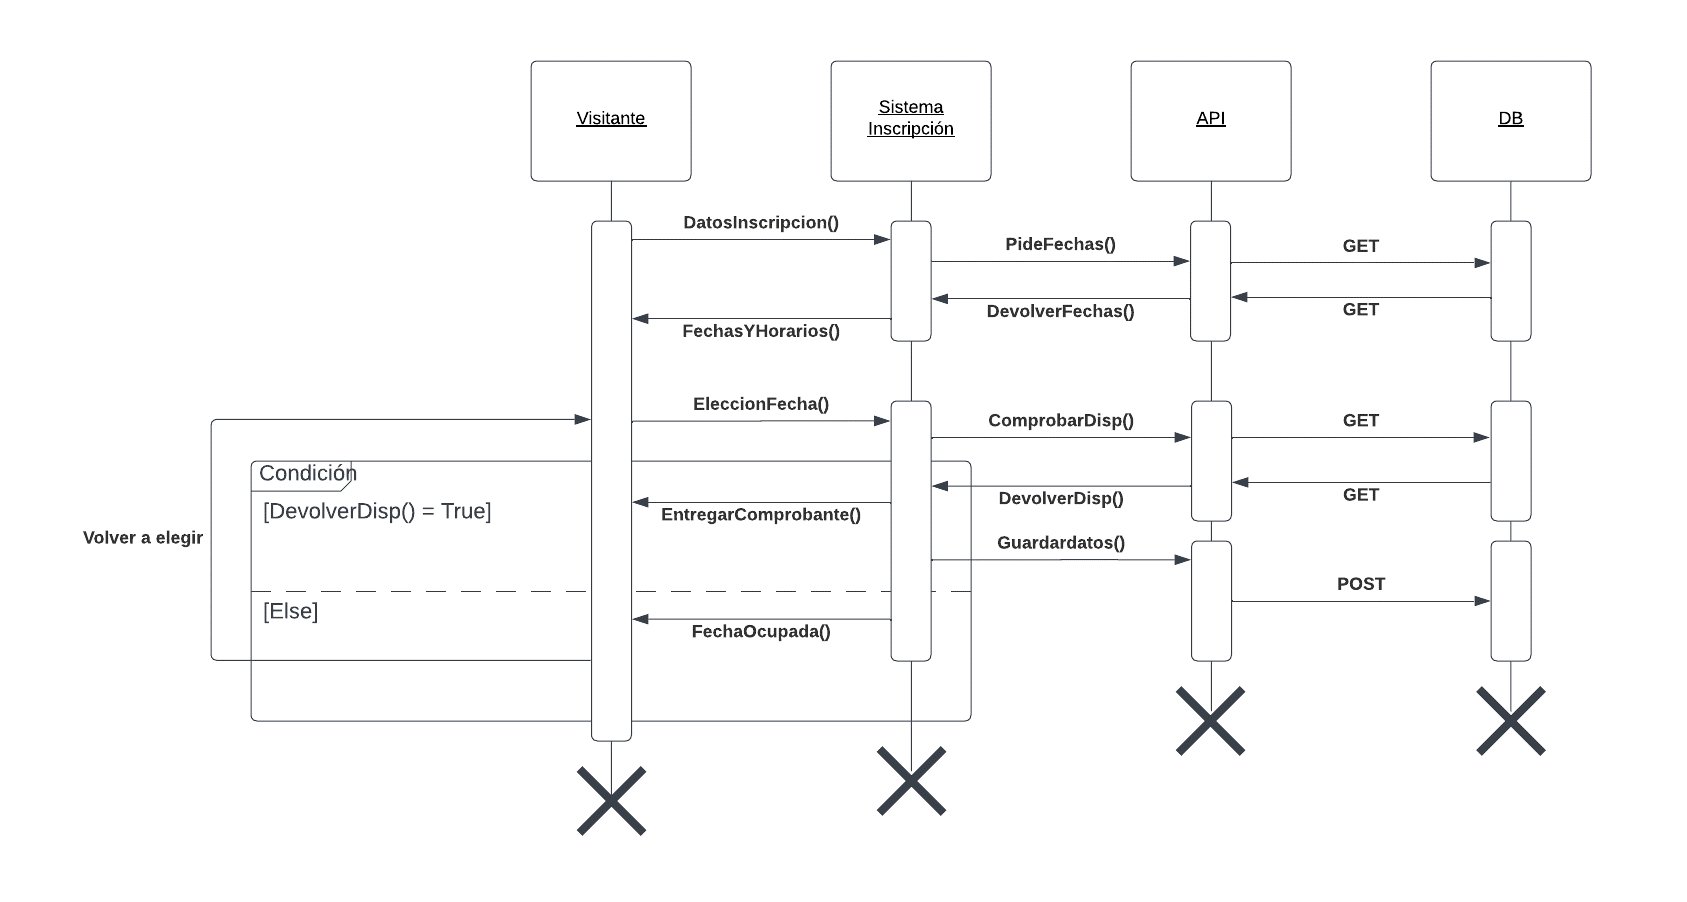 Visitante
Sistema
Inscripción
API
DB
DatosInscripcion()
PideFechas()
GET
DevolverFechas()
GET
FechasYHorarios()
EleccionFecha()
ComprobarDisp()
GET
Condición
DevolverDisp()
GET
[DevolverDisp() = True]
EntregarComprobante()
Volver a elegir
Guardardatos()
POST
[Else]
FechaOcupada()